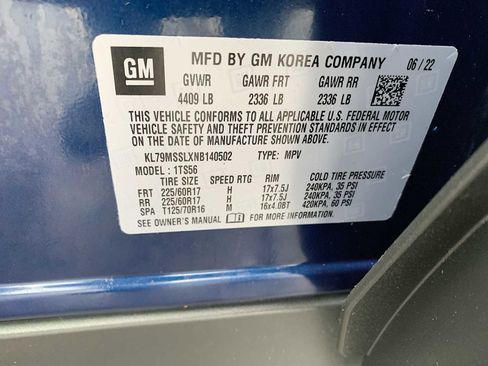 GM MFD BY GM KOREA COMPANY 06/22
GVWR GAWR FRT GAWR RR
4409 LB 2336 LB 2336 LB
THIS VEHICLE CONFORMS TO ALL APPLICABLE U.S. FEDERAL MOTOR
VEHICLE SAFETY AND THEFT PREVENTION STANDARDS IN EFFECT
ON THE DATE OF MANUFACTURE SHOWN ABOVE.
KL79MSSLXNB140502 TYPE: MPV
MODEL: 1TS56
TIRE SIZE SPEED RTG RIM COLD TIRE PRESSURE
FRT 225/60R17 H 17x7.5J 240KPA, 35 PSI
RR 225/60R17 H 17x7.5J 240KPA, 35 PSI
SPA T125/70R16 M 16x4.0BT 420KPA, 60 PSI
SEE OWNER'S MANUAL FOR MORE INFORMATION.